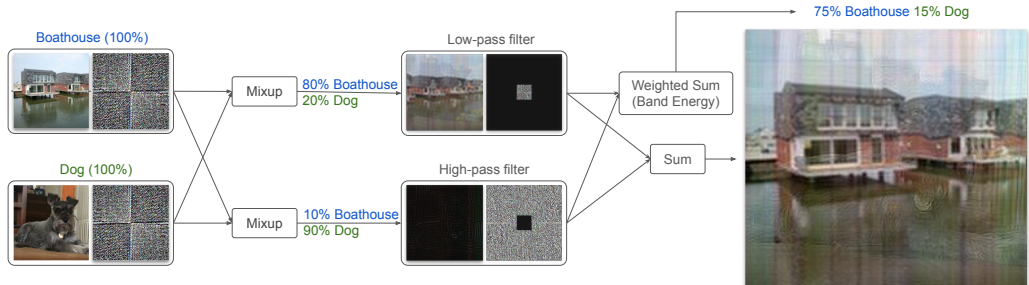 75% Boathouse 15% Dog
Boathouse (100%)
Low-pass filter
Mixup
80% Boathouse
20% Dog
Weighted Sum
(Band Energy)
Sum
Dog (100%)
High-pass filter
Mixup
10% Boathouse
90% Dog